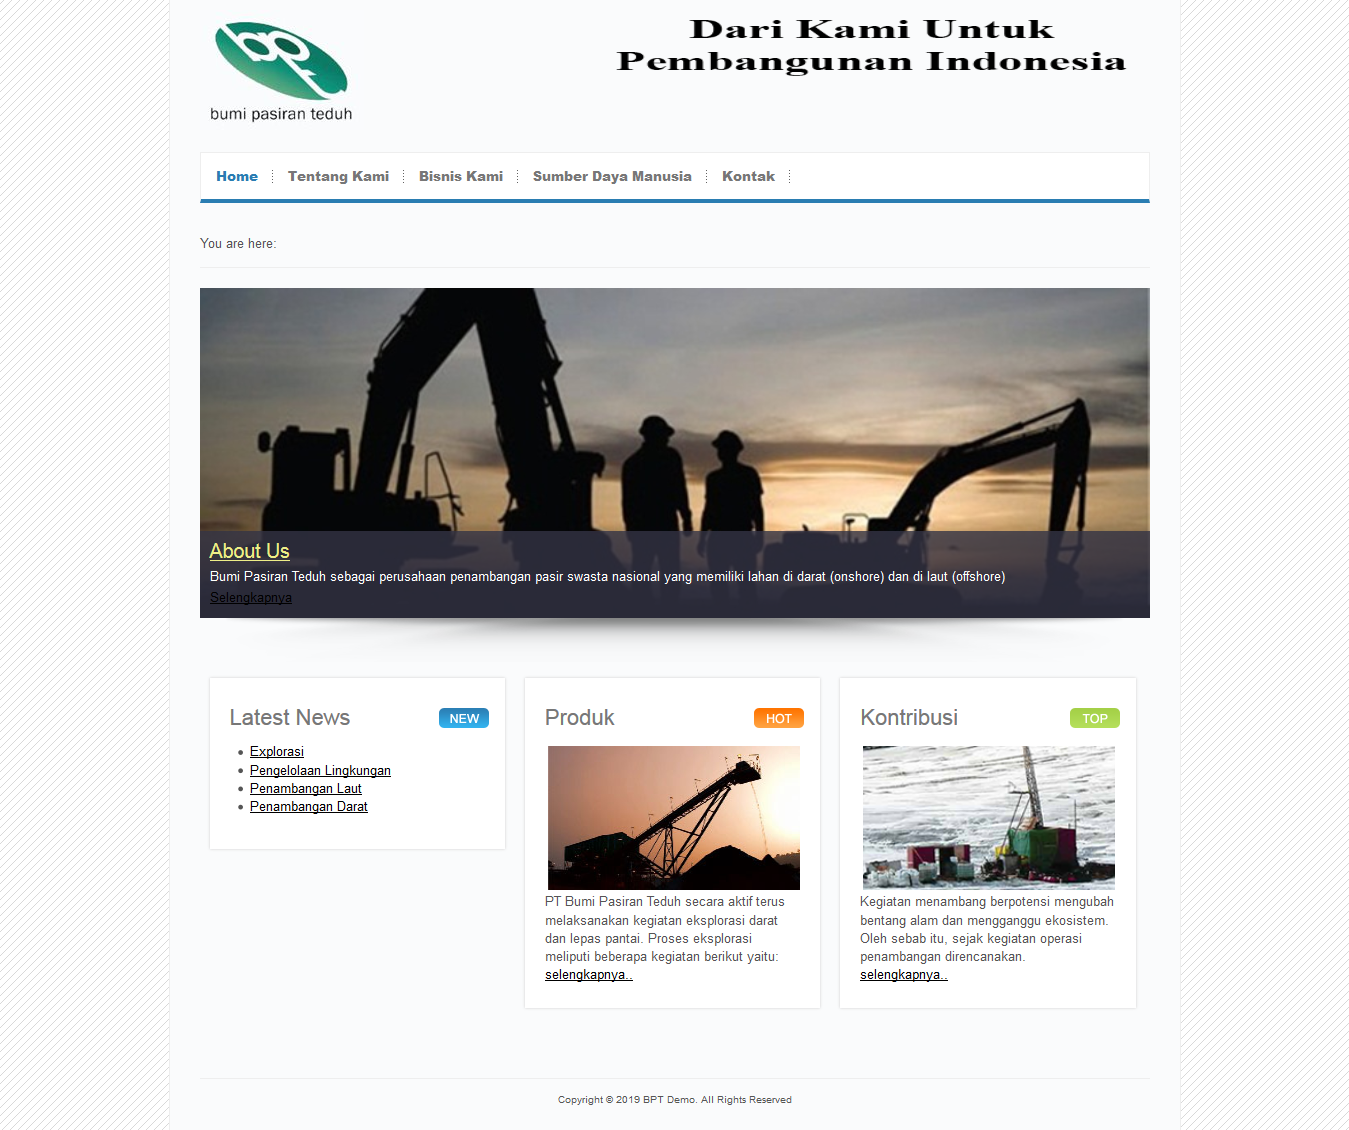 bpt
bumi pasiran teduh
Dari Kami Untuk
Pembangunan Indonesia
Home
Tentang Kami
Bisnis Kami
Sumber Daya Manusia
Kontak
You are here:
About Us
Bumi Pasiran Teduh sebagai perusahaan penambangan pasir swasta nasional yang memiliki lahan di darat (onshore) dan di laut (offshore)
Selengkapnya
Latest News
NEW
Explorasi
Pengelolaan Lingkungan
Penambangan Laut
Penambangan Darat
Produk
HOT
PT Bumi Pasiran Teduh secara aktif terus
melaksanakan kegiatan eksplorasi darat
dan lepas pantai. Proses eksplorasi
meliputi beberapa kegiatan berikut yaitu:
selengkapnya..
Kontribusi
TOP
Kegiatan menambang berpotensi mengubah
bentang alam dan mengganggu ekosistem.
Oleh sebab itu, sejak kegiatan operasi
penambangan direncanakan.
selengkapnya..
Copyright © 2019 BPT Demo. All Rights Reserved